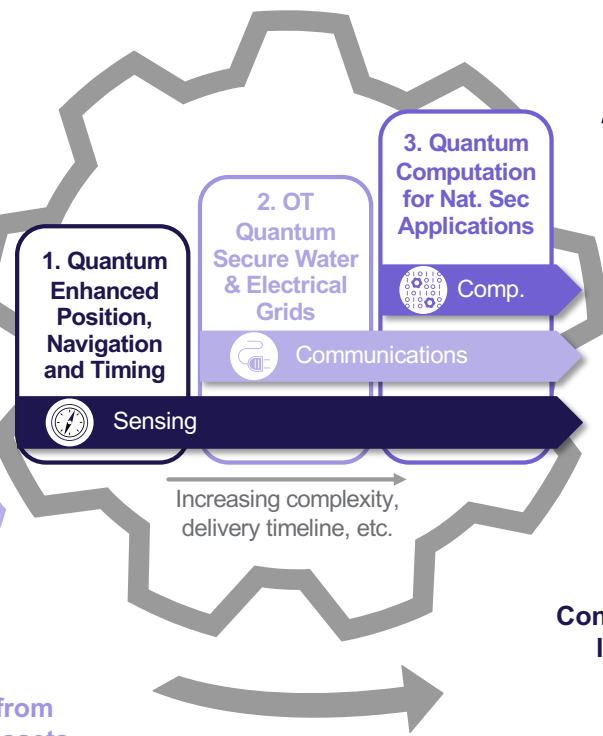 3. Quantum
Computation
for Nat. Sec
Applications
2. OT
Quantum
Secure Water
& Electrical
Grids
1. Quantum
Enhanced
Position,
Navigation
and Timing
Comp.
Communications
Sensing
Increasing complexity,
delivery timeline, etc.
from